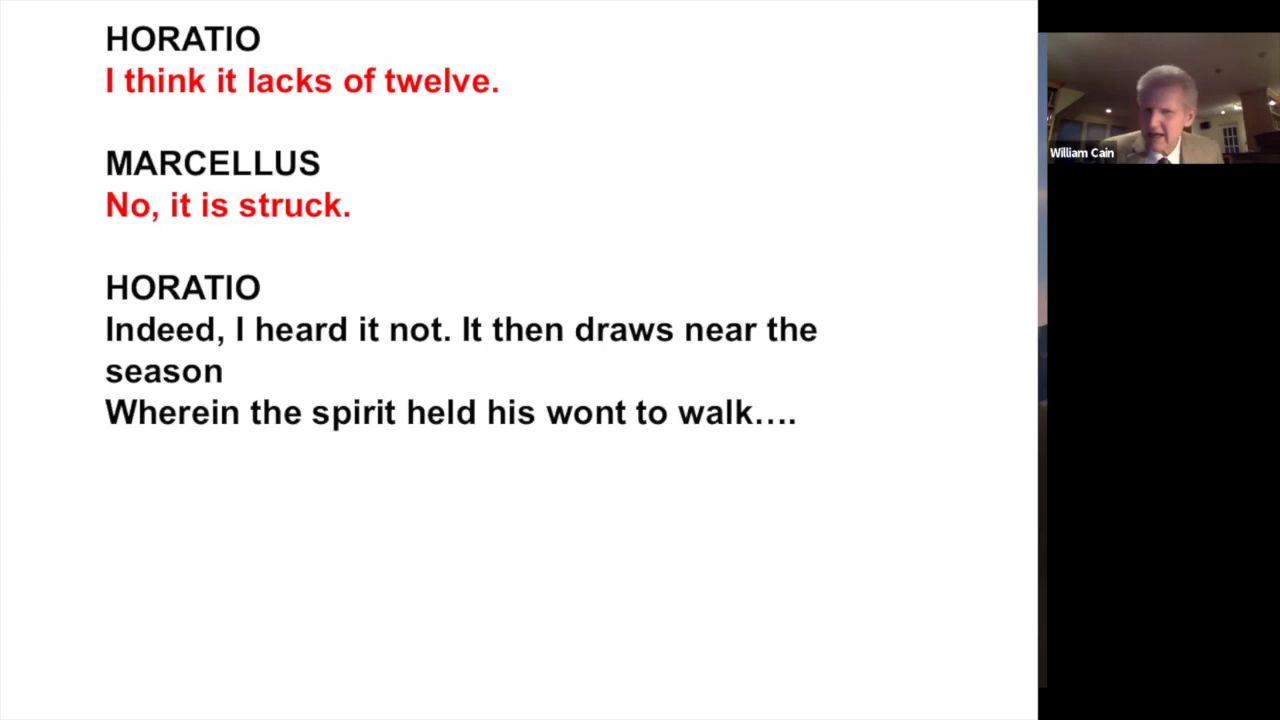 HORATIO
I think it lacks of twelve.
MARCELLUS
No, it is struck.
HORATIO
Indeed, I heard it not. It then draws near the
season
Wherein the spirit held his wont to walk….
William Cain